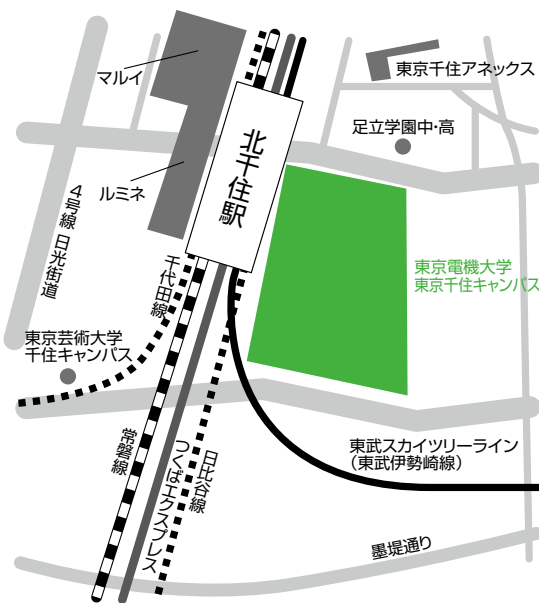 マルイ
東京千住アネックス
足立学園中・高
ルミネ
北千住駅
4号線 日光街道
千代田線
東京電機大学
東京千住キャンパス
東京芸術大学
千住キャンパス
常磐線
つくばエクスプレス
日比谷線
東武スカイツリーライン
(東武伊勢崎線)
墨堤通り